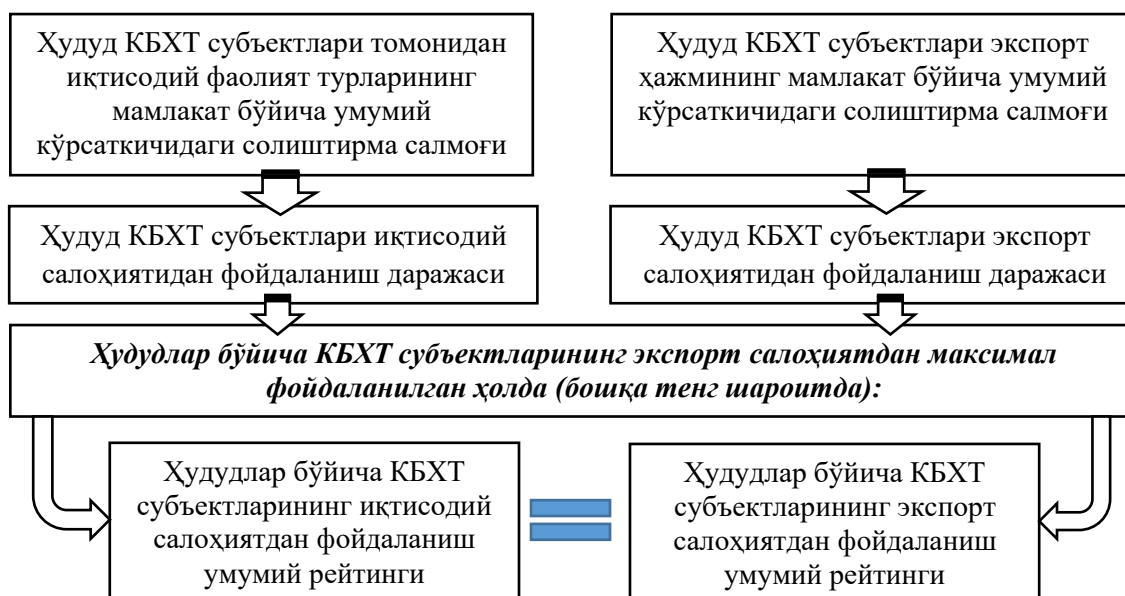 Ҳудуд КБХТ субъектлари томонидан
иқтисодий фаолият турларининг
мамлакат бўйича умумий
кўрсаткичидаги солиштирма салмоғи
Ҳудуд КБХТ субъектлари экспорт
ҳажмининг мамлакат бўйича умумий
кўрсаткичидаги солиштирма салмоғи
Ҳудуд КБХТ субъектлари иқтисодий
салоҳиятидан фойдаланиш даражаси
Ҳудуд КБХТ субъектлари экспорт
салоҳиятидан фойдаланиш даражаси
Ҳудудлар бўйича КБХТ субъектларининг экспорт салоҳиятдан максимал
фойдаланилган ҳолда (бошқа тенг шароитда):
Ҳудудлар бўйича КБХТ
субъектларининг иқтисодий
салоҳиятдан фойдаланиш
умумий рейтинги
Ҳудудлар бўйича КБХТ
субъектларининг экспорт
салоҳиятдан фойдаланиш
умумий рейтинги